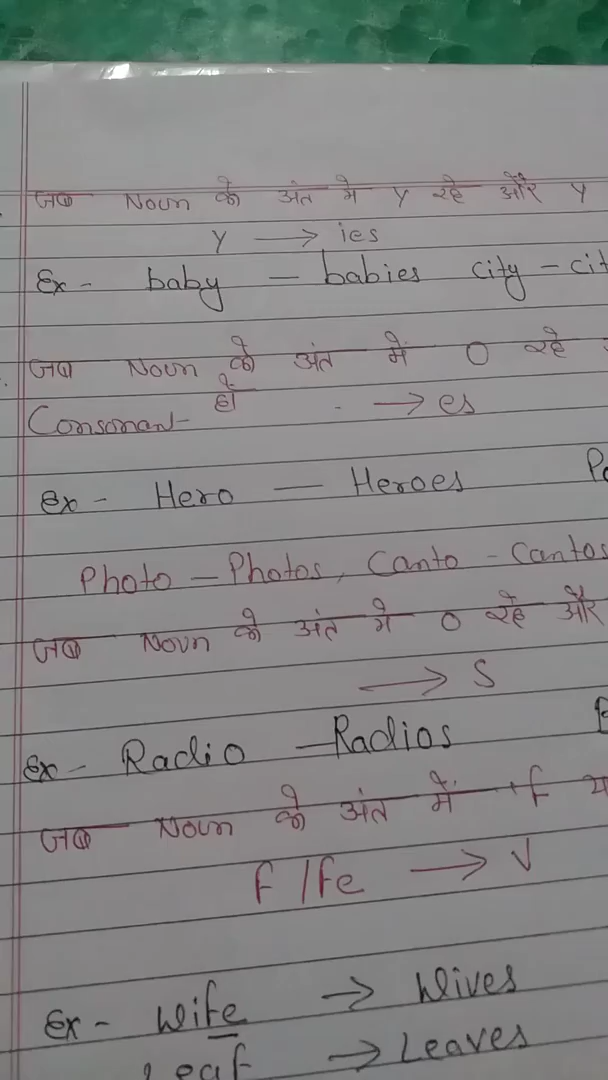 जब Noun के अंत मे Y रहे और Y
Y → ies
Ex - baby - babies city - cit
जब Noun के अंत में O रहे
Consonant हो → es
Ex - Hero - Heroes
Photo - Photos, Canto - Cantos
जब Noun के अंत मे O रहे और
→ S
Ex - Radio - Radios
जब Noun के अंत में f
F/Fe → V
Ex - Wife → Wives
Leaf → Leaves